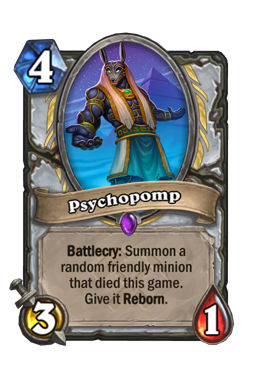 4
Psychopomp
Battlecry: Summon a
random friendly minion
that died this game.
Give it Reborn.
3
1